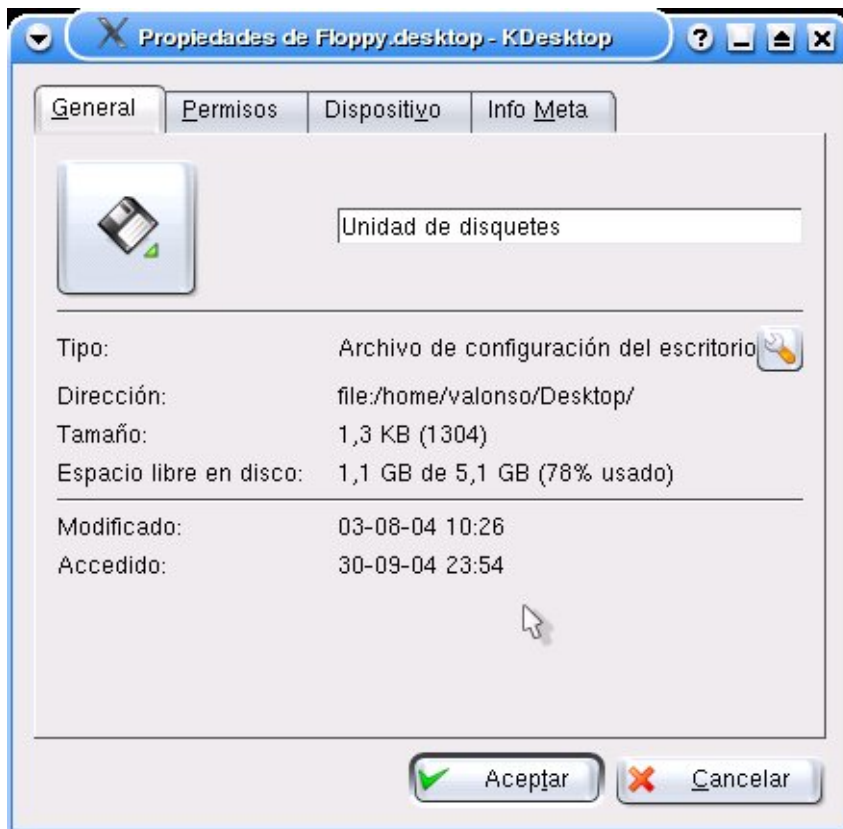 Propiedades de Floppy.desktop - KDesktop
General Permisos Dispositivo Info Meta
Unidad de disquetes
Tipo: Archivo de configuración del escritorio
Dirección: file:/home/valonso/Desktop/
Tamaño: 1,3 KB (1304)
Espacio libre en disco: 1,1 GB de 5,1 GB (78% usado)
Modificado: 03-08-04 10:26
Accedido: 30-09-04 23:54
Aceptar Cancelar